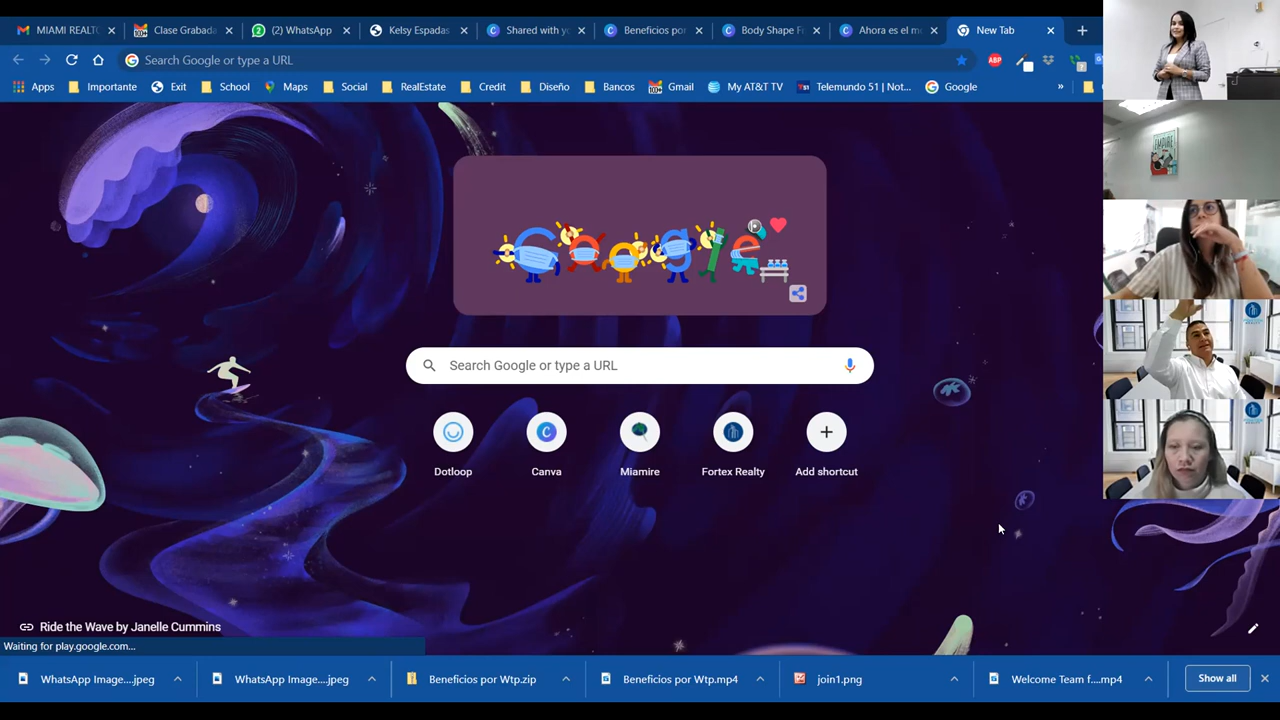 MIAMI REALT
Clase Grabada
(2) WhatsApp
Kelsy Espadas
Shared with y
Beneficios por
Body Shape F
Ahora es el m
New Tab
Search Google or type a URL
ABP
Apps
Importante
Exit
School
Maps
Social
RealEstate
Credit
Diseño
Bancos
Gmail
My AT&T TV
Telemundo 51 | Not...
Google
»
EMPIRE
Search Google or type a URL
Dotloop
Canva
Miamire
Fortex Realty
Add shortcut
Ride the Wave by Janelle Cummins
Waiting for play.google.com...
WhatsApp Image....jpeg
WhatsApp Image....jpeg
Beneficios por Wtp.zip
Beneficios por Wtp.mp4
join1.png
Welcome Team f....mp4
Show all